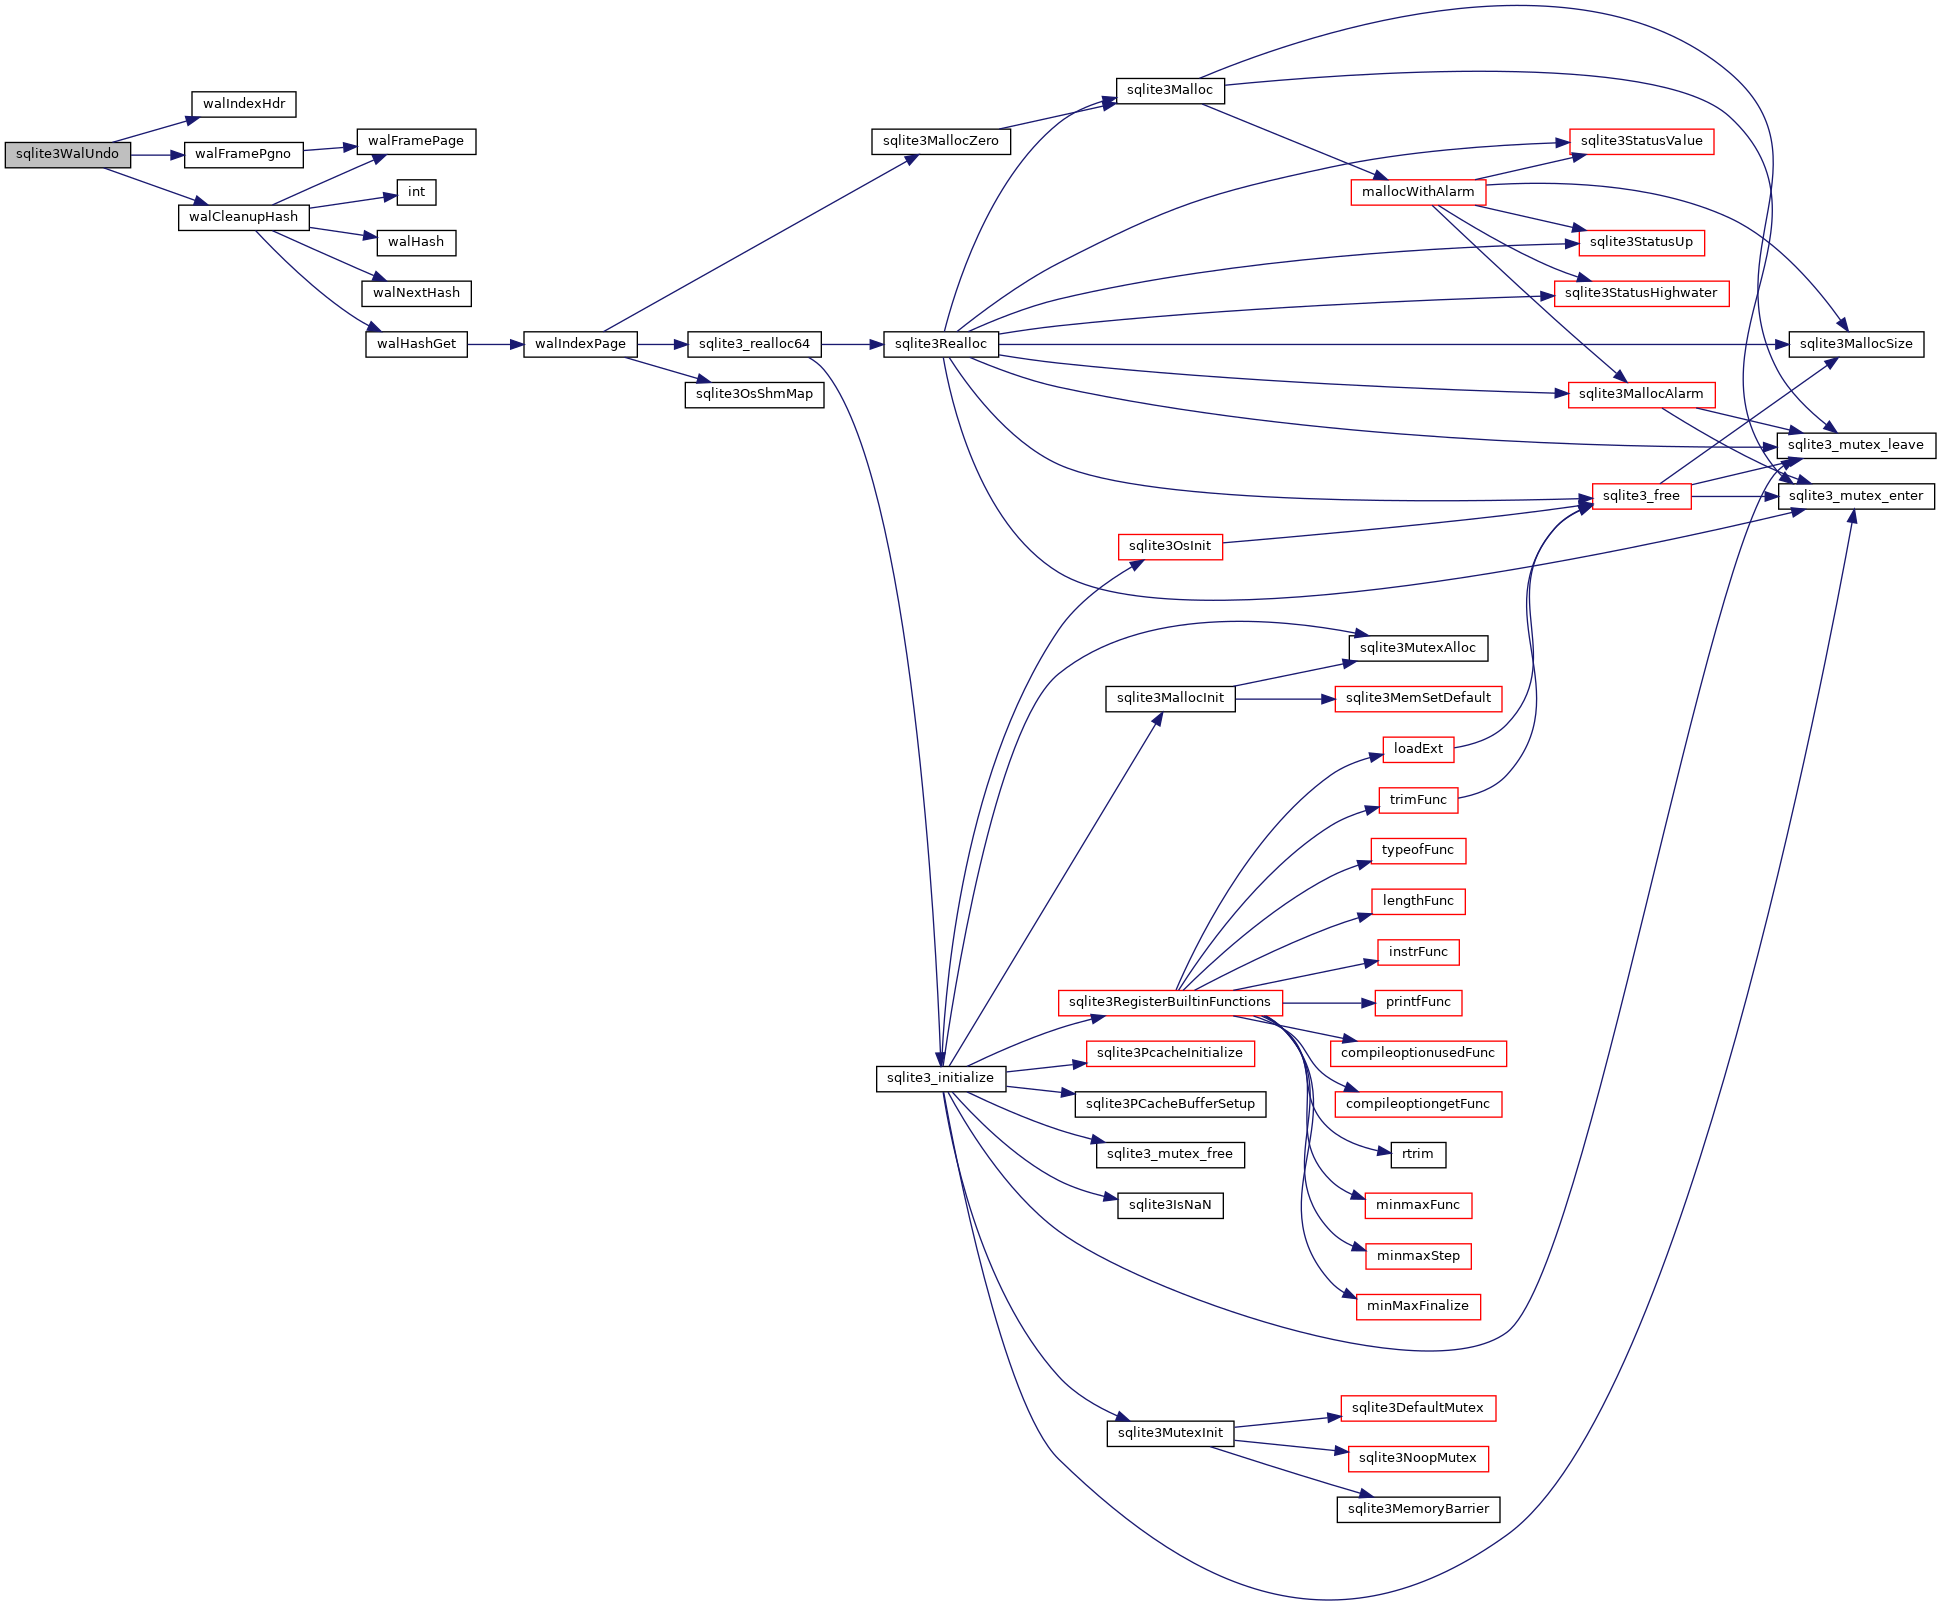 sqlite3WalUndo
walIndexHdr
walFramePgno
walCleanupHash
walFramePage
int
walHash
walNextHash
walHashGet
walIndexPage
sqlite3_realloc64
sqlite3OsShmMap
sqlite3MallocZero
sqlite3Realloc
sqlite3_initialize
sqlite3Malloc
sqlite3OsInit
sqlite3MallocInit
sqlite3RegisterBuiltinFunctions
sqlite3PcacheInitialize
sqlite3PCacheBufferSetup
sqlite3_mutex_free
sqlite3IsNaN
sqlite3MutexInit
mallocWithAlarm
sqlite3MutexAlloc
sqlite3MemSetDefault
loadExt
trimFunc
typeofFunc
lengthFunc
instrFunc
printfFunc
compileoptionusedFunc
compileoptiongetFunc
rtrim
minmaxFunc
minmaxStep
minMaxFinalize
sqlite3DefaultMutex
sqlite3NoopMutex
sqlite3MemoryBarrier
sqlite3StatusValue
sqlite3StatusUp
sqlite3StatusHighwater
sqlite3MallocAlarm
sqlite3_free
sqlite3MallocSize
sqlite3_mutex_leave
sqlite3_mutex_enter